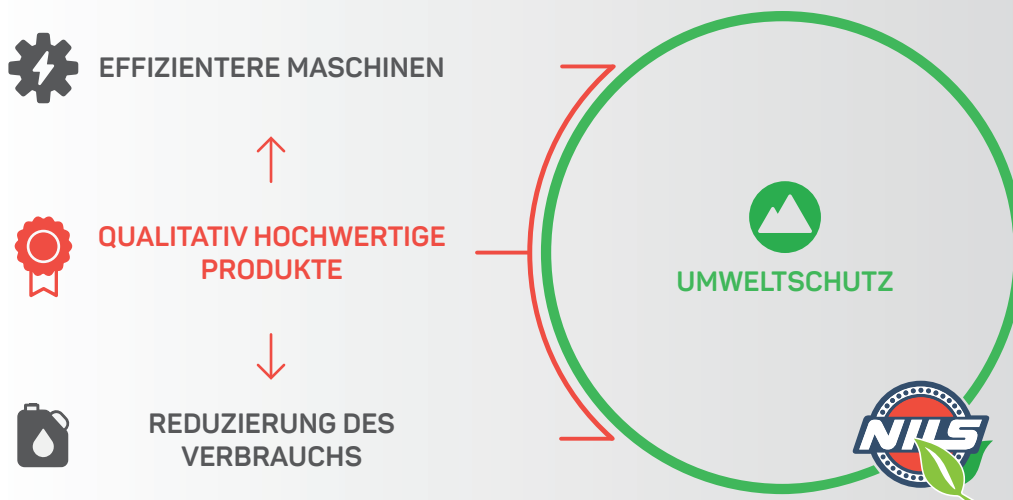 EFFIZIENTERE MASCHINEN
QUALITATIV HOCHWERTIGE
PRODUKTE
UMWELTSCHUTZ
REDUZIERUNG DES
VERBRAUCHS
NILS